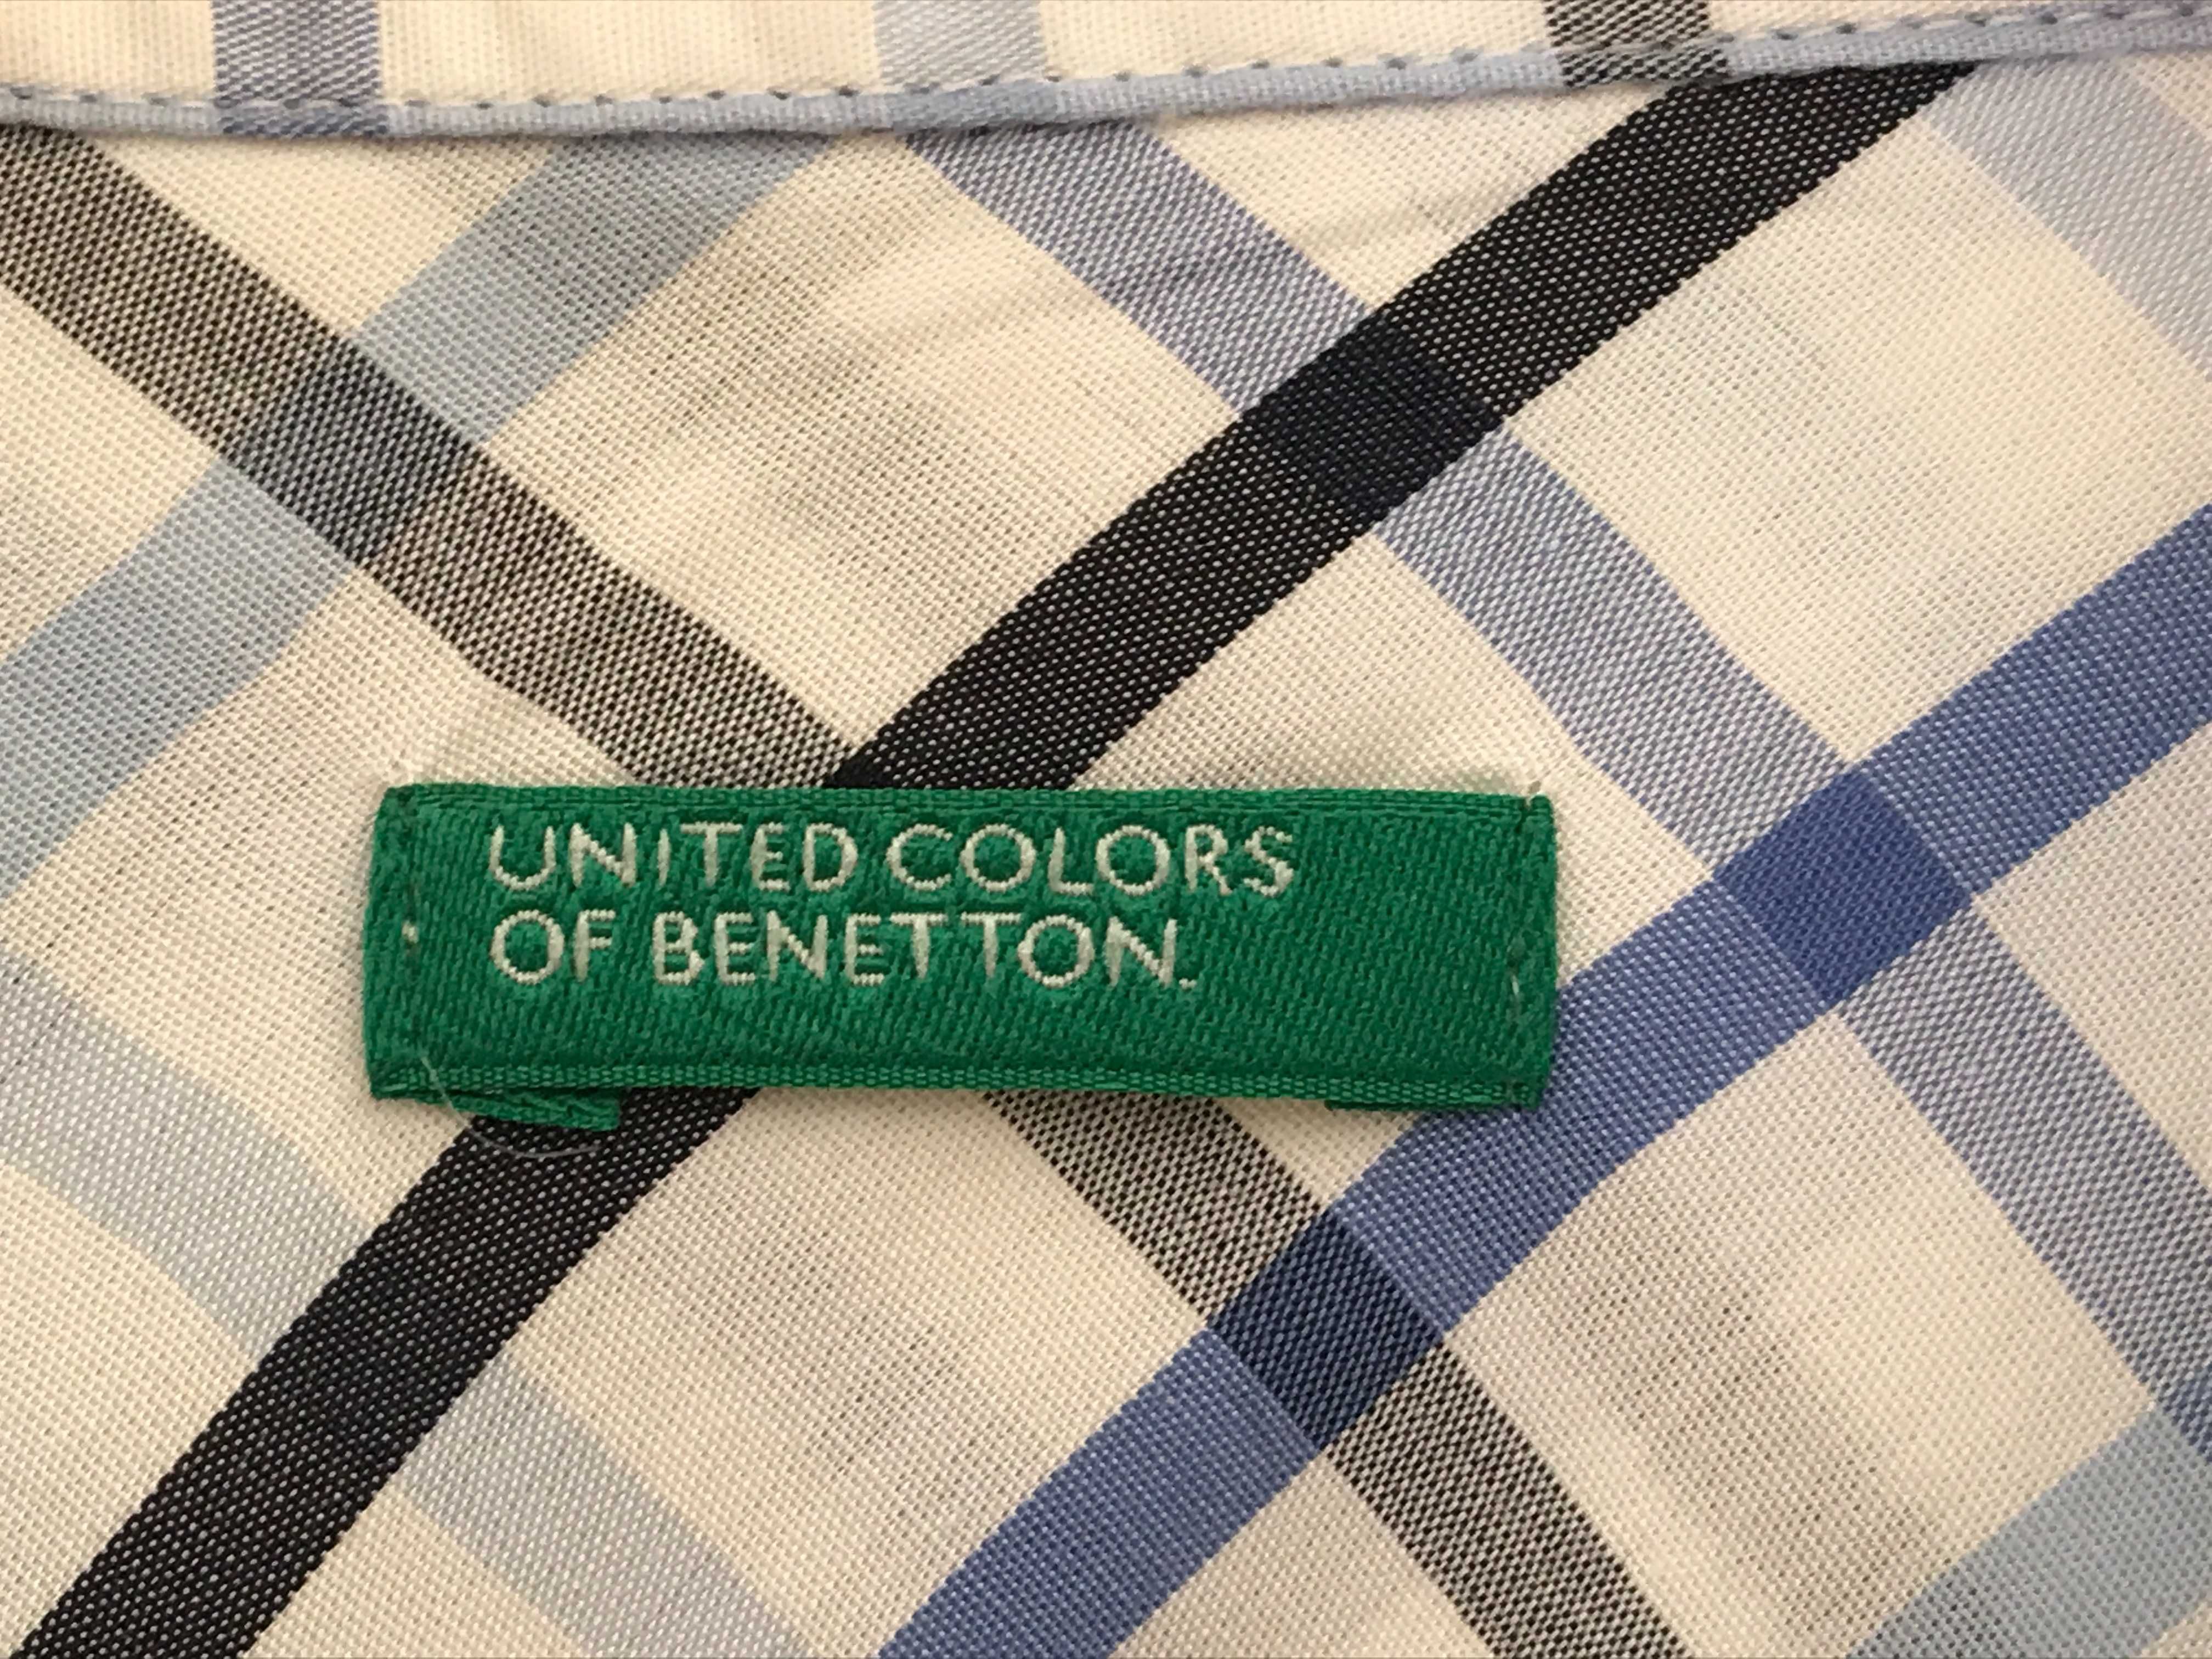 UNITED COLORS
OF BENETTON.